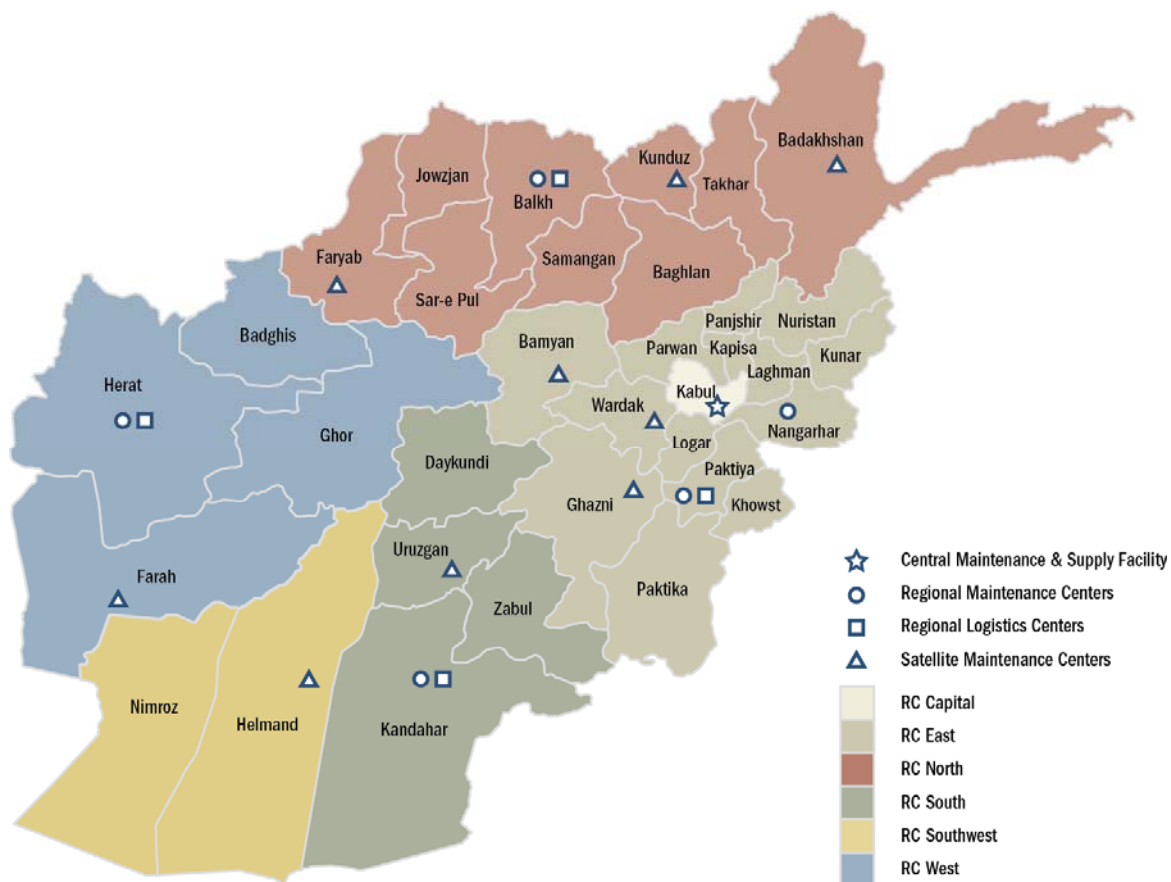 Badakhshan
Kunduz
Jowzjan
Takhar
Balkh
Faryab
Samangan
Baghlan
Sar-e Pul
Panjshir
Nuristan
Badghis
Bamyan
Parwan
Kapisa
Kunar
Laghman
Herat
Kabul
Wardak
Ghor
Nangarhar
Logar
Daykundi
Paktiya
Ghazni
Khowst
Uruzgan
Farah
Paktika
Zabul
Nimroz
Helmand
Kandahar
Central Maintenance & Supply Facility
Regional Maintenance Centers
Regional Logistics Centers
Satellite Maintenance Centers
RC Capital
RC East
RC North
RC South
RC Southwest
RC West